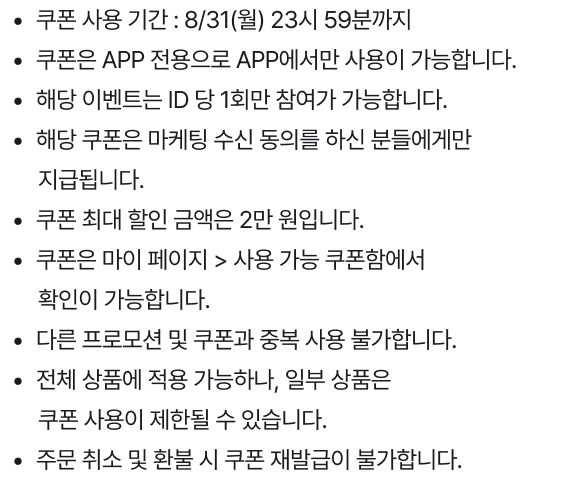 • 쿠폰 사용 기간 : 8/31(월) 23시 59분까지
• 쿠폰은 APP 전용으로 APP에서만 사용이 가능합니다.
• 해당 이벤트는 ID 당 1회만 참여가 가능합니다.
• 해당 쿠폰은 마케팅 수신 동의를 하신 분들에게만
지급됩니다.
• 쿠폰 최대 할인 금액은 2만 원입니다.
• 쿠폰은 마이 페이지 > 사용 가능 쿠폰함에서
확인이 가능합니다.
• 다른 프로모션 및 쿠폰과 중복 사용 불가합니다.
• 전체 상품에 적용 가능하나, 일부 상품은
쿠폰 사용이 제한될 수 있습니다.
• 주문 취소 및 환불 시 쿠폰 재발급이 불가합니다.